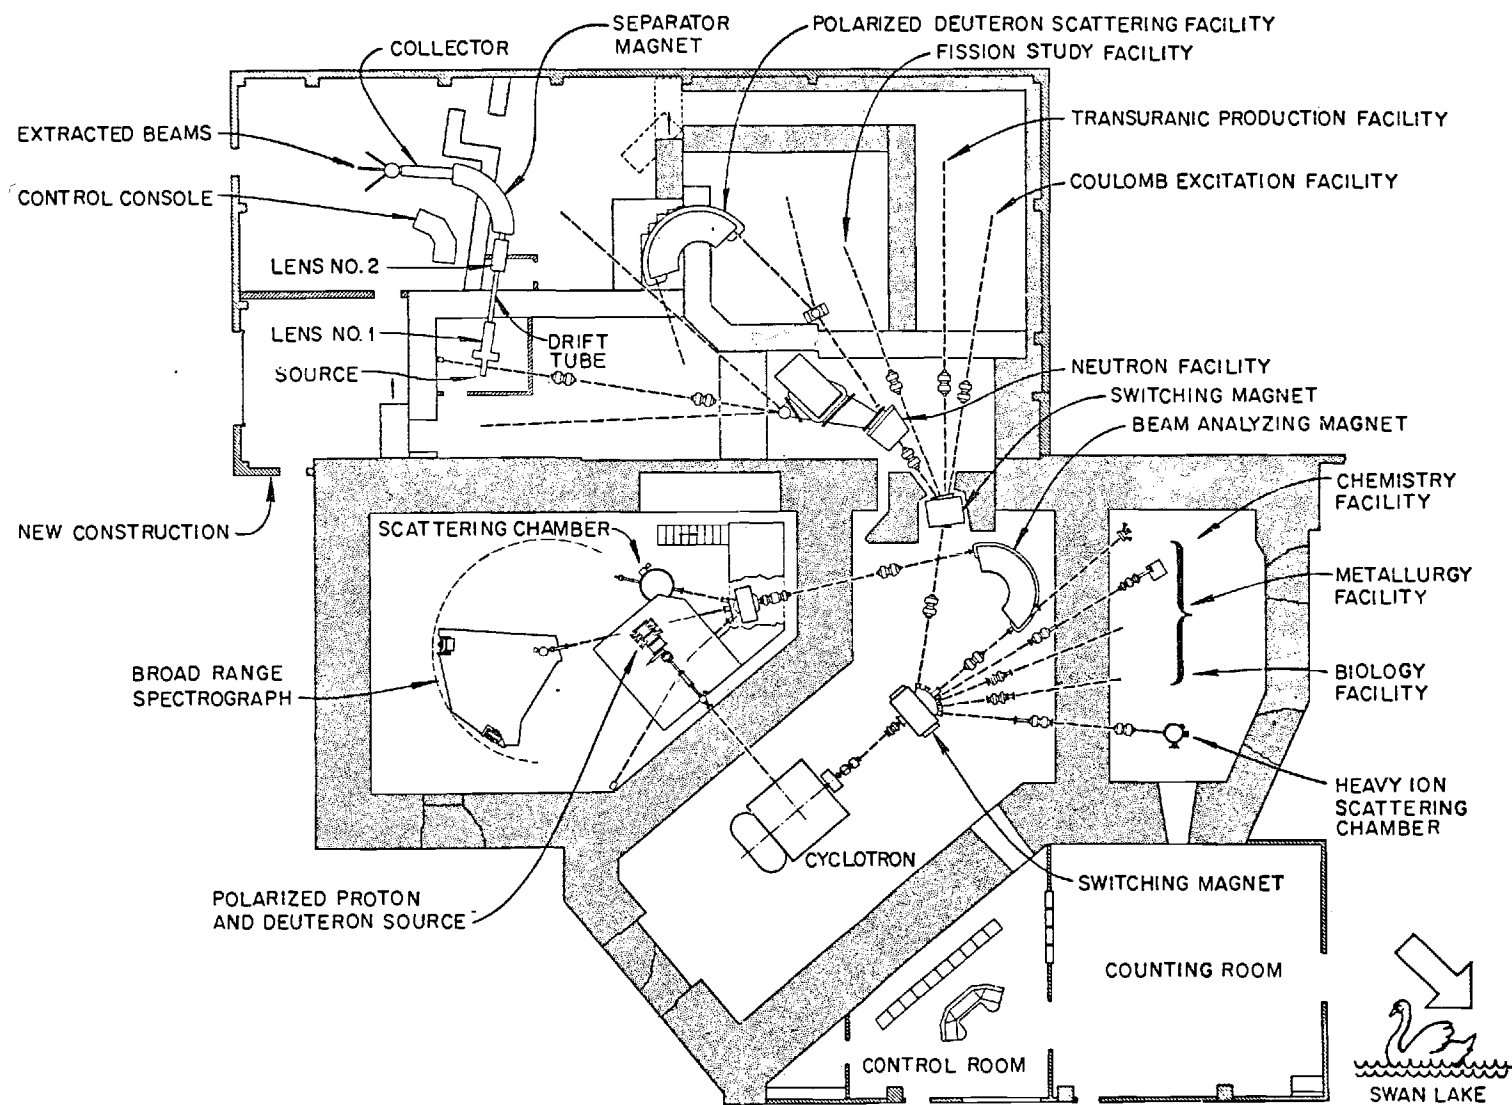 POLARIZED DEUTERON SCATTERING FACILITY
SEPARATOR
MAGNET
COLLECTOR
FISSION STUDY FACILITY
EXTRACTED BEAMS
TRANSURANIC PRODUCTION FACILITY
CONTROL CONSOLE
COULOMB EXCITATION FACILITY
LENS NO. 2
LENS NO. 1
DRIFT
TUBE
SOURCE
NEUTRON FACILITY
SWITCHING MAGNET
BEAM ANALYZING MAGNET
NEW CONSTRUCTION
SCATTERING CHAMBER
CHEMISTRY
FACILITY
METALLURGY
FACILITY
BROAD RANGE
SPECTROGRAPH
BIOLOGY
FACILITY
HEAVY ION
SCATTERING
CHAMBER
CYCLOTRON
POLARIZED PROTON
AND DEUTERON SOURCE
SWITCHING MAGNET
COUNTING ROOM
CONTROL ROOM
SWAN LAKE